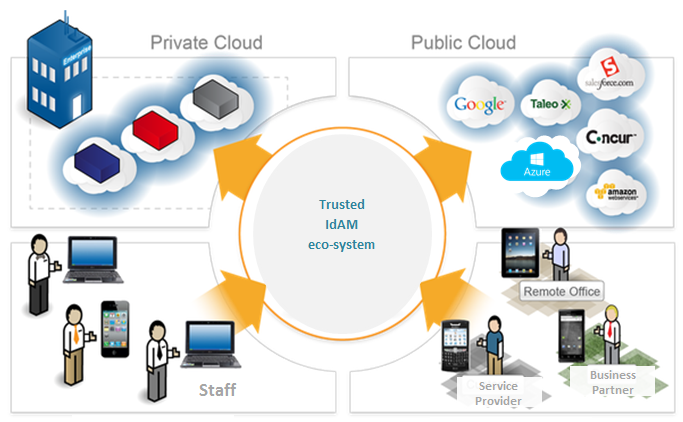 Private Cloud
Public Cloud
Enterprise
Google
Taleo
salesforce.com
Concur
Azure
amazon
webservices
Trusted
IdAM
eco-system
Remote Office
Staff
Service
Provider
Business
Partner